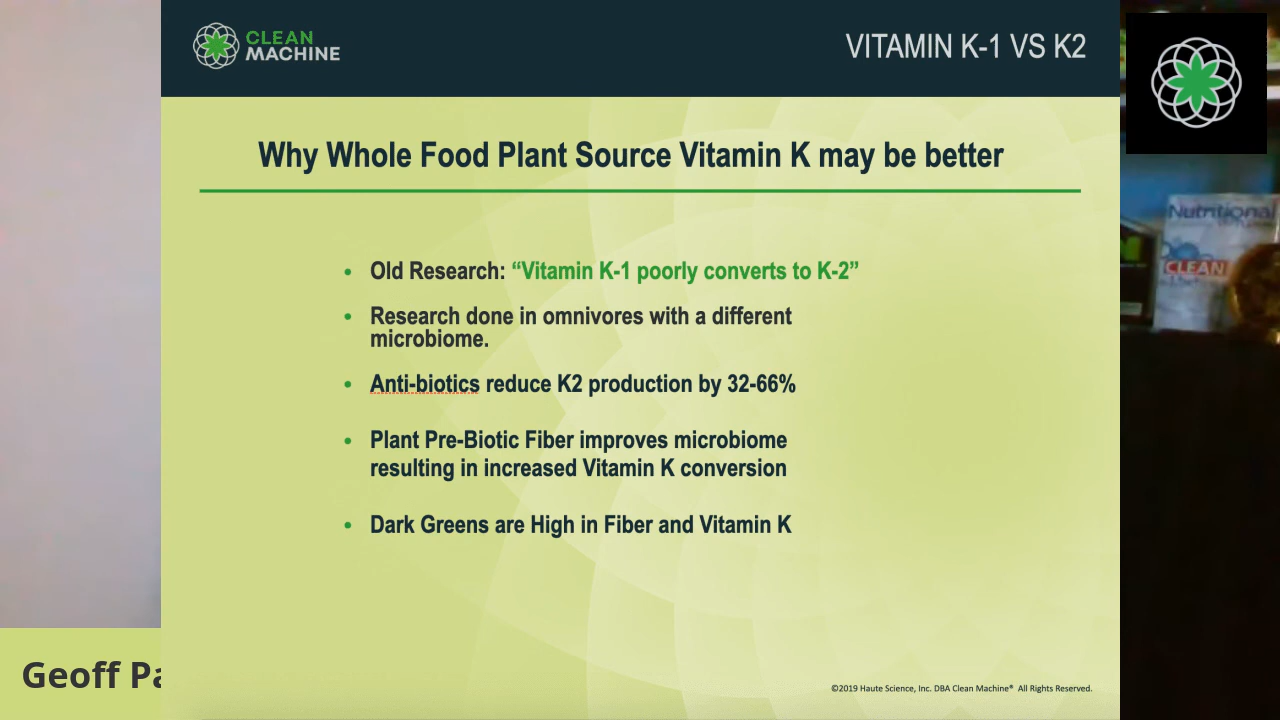 CLEAN
MACHINE
VITAMIN K-1 VS K2
Why Whole Food Plant Source Vitamin K may be better
• Old Research: “Vitamin K-1 poorly converts to K-2”
• Research done in omnivores with a different
microbiome.
• Anti-biotics reduce K2 production by 32-66%
• Plant Pre-Biotic Fiber improves microbiome
resulting in increased Vitamin K conversion
• Dark Greens are High in Fiber and Vitamin K
©2019 Haute Science, Inc. DBA Clean Machine® All Rights Reserved.
Geoff Pa
Nutritional
CLEAN